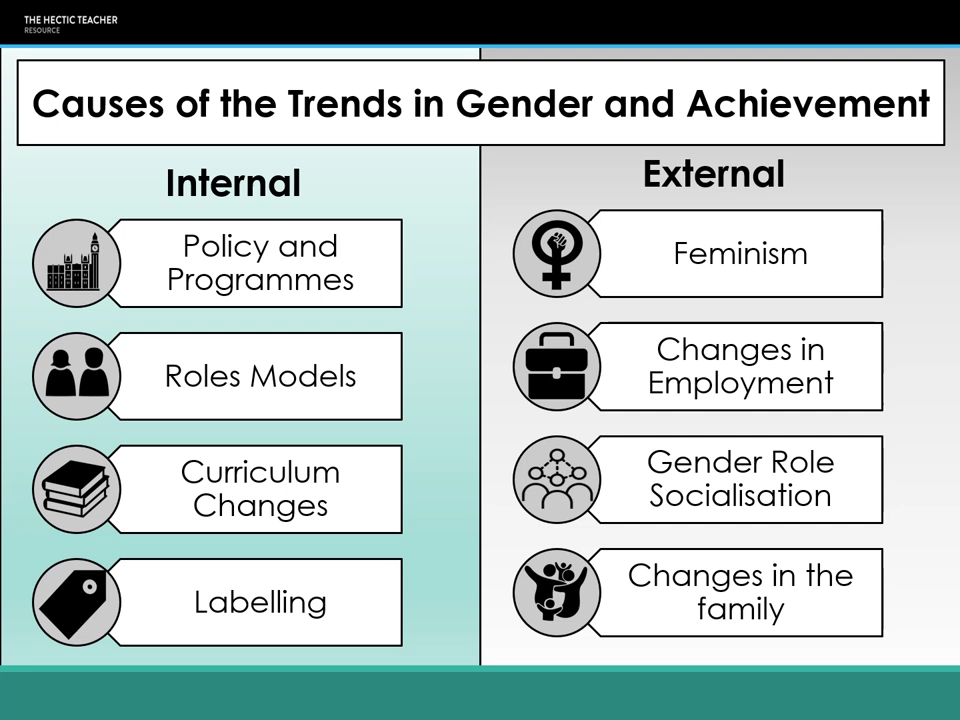 THE HECTIC TEACHER
RESOURCE
Causes of the Trends in Gender and Achievement
Internal
Policy and
Programmes
Roles Models
Curriculum
Changes
Labelling
External
Feminism
Changes in
Employment
Gender Role
Socialisation
Changes in the
family